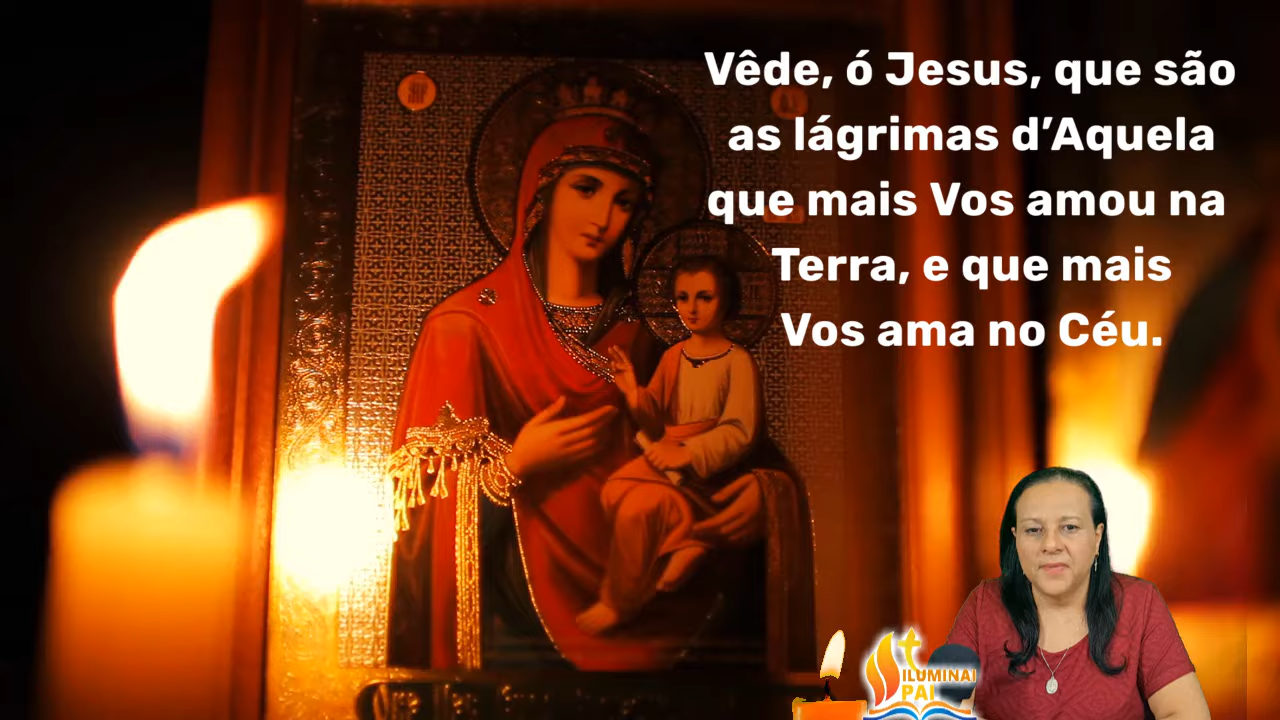 Vêde, ó Jesus, que são
as lágrimas d’Aquela
que mais Vos amou na
Terra, e que mais
Vos ama no Céu.
ILUMINAI
PAI